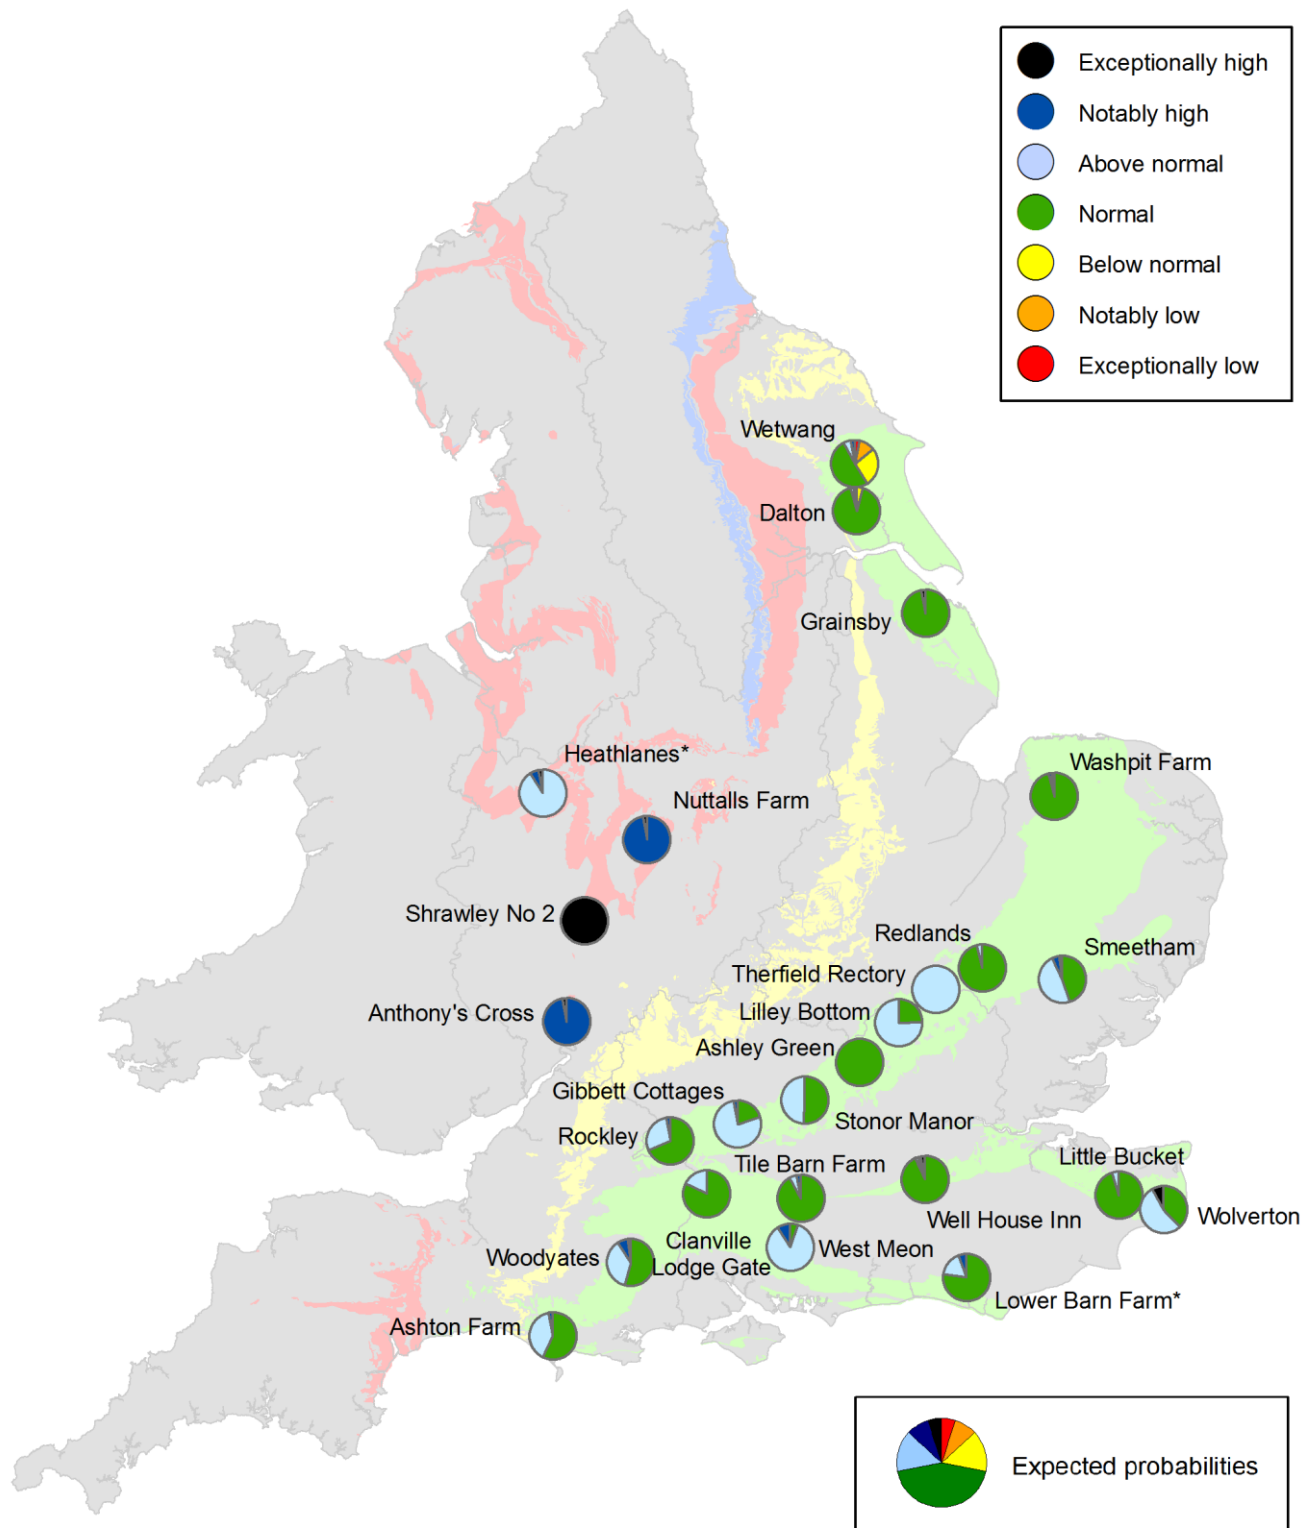 Exceptionally high
Notably high
Above normal
Normal
Below normal
Notably low
Exceptionally low
Wetwang
Dalton
Grainsby
Heathlanes*
Washpit Farm
Nuttalls Farm
Shrawley No 2
Redlands
Smeetham
Therfield Rectory
Lilley Bottom
Anthony's Cross
Ashley Green
Gibbett Cottages
Stonor Manor
Rockley
Tile Barn Farm
Little Bucket
Well House Inn
Wolverton
Clanville
Lodge Gate
West Meon
Woodyates
Lower Barn Farm*
Ashton Farm
Expected probabilities